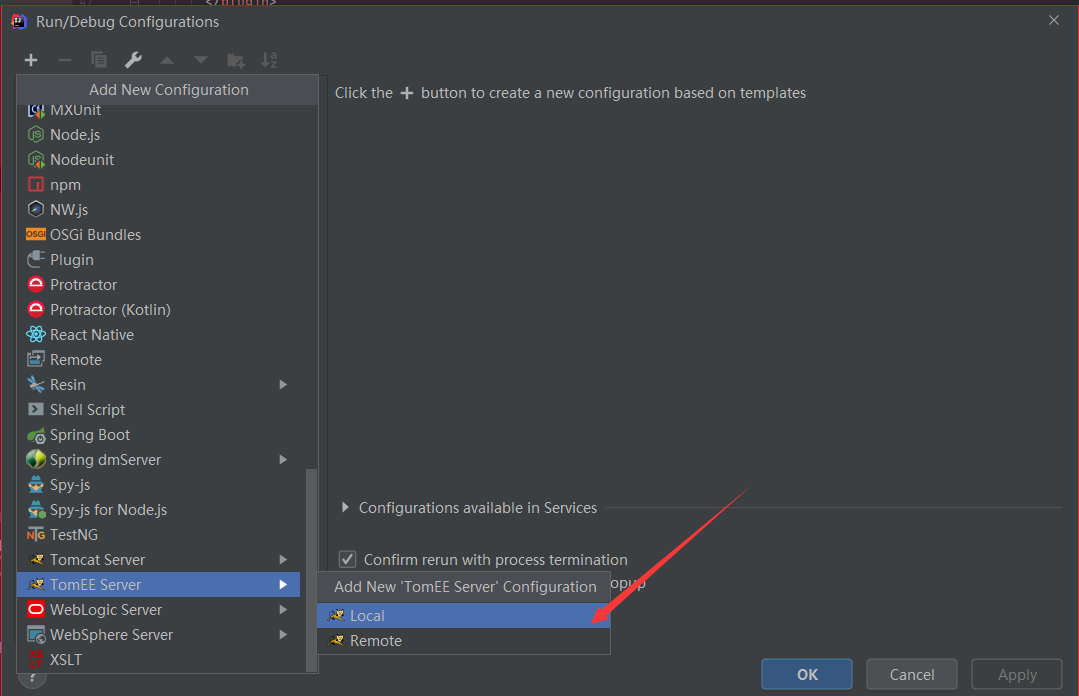 </plugin>
Run/Debug Configurations
Add New Configuration
Click the + button to create a new configuration based on templates
MXUnit
Node.js
Nodeunit
npm
NW.js
OSGi Bundles
Plugin
Protractor
Protractor (Kotlin)
React Native
Remote
Resin
Shell Script
Spring Boot
Spring dmServer
Spy-js
Spy-js for Node.js
TestNG
Tomcat Server
TomEE Server
WebLogic Server
WebSphere Server
XSLT
Configurations available in Services
Confirm rerun with process termination
opup
Add New 'TomEE Server' Configuration
Local
Remote
?
OK
Cancel
Apply